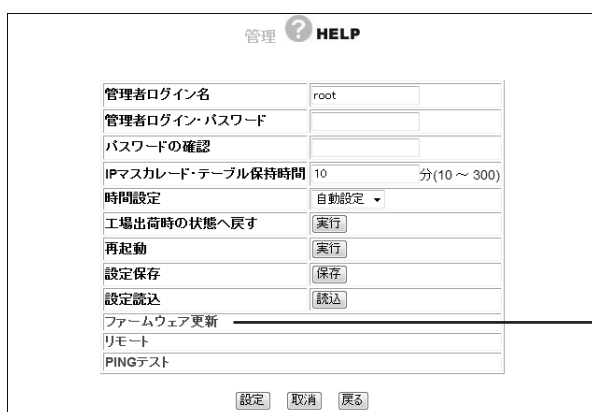 管理 ? HELP
管理者ログイン名 root
管理者ログイン・パスワード
パスワードの確認
IPマスカレード・テーブル保持時間 10 分(10 ~ 300)
時間設定 自動設定
工場出荷時の状態へ戻す 実行
再起動 実行
設定保存 保存
設定読込 読込
ファームウェア更新
リモート
PINGテスト
設定 取消 戻る